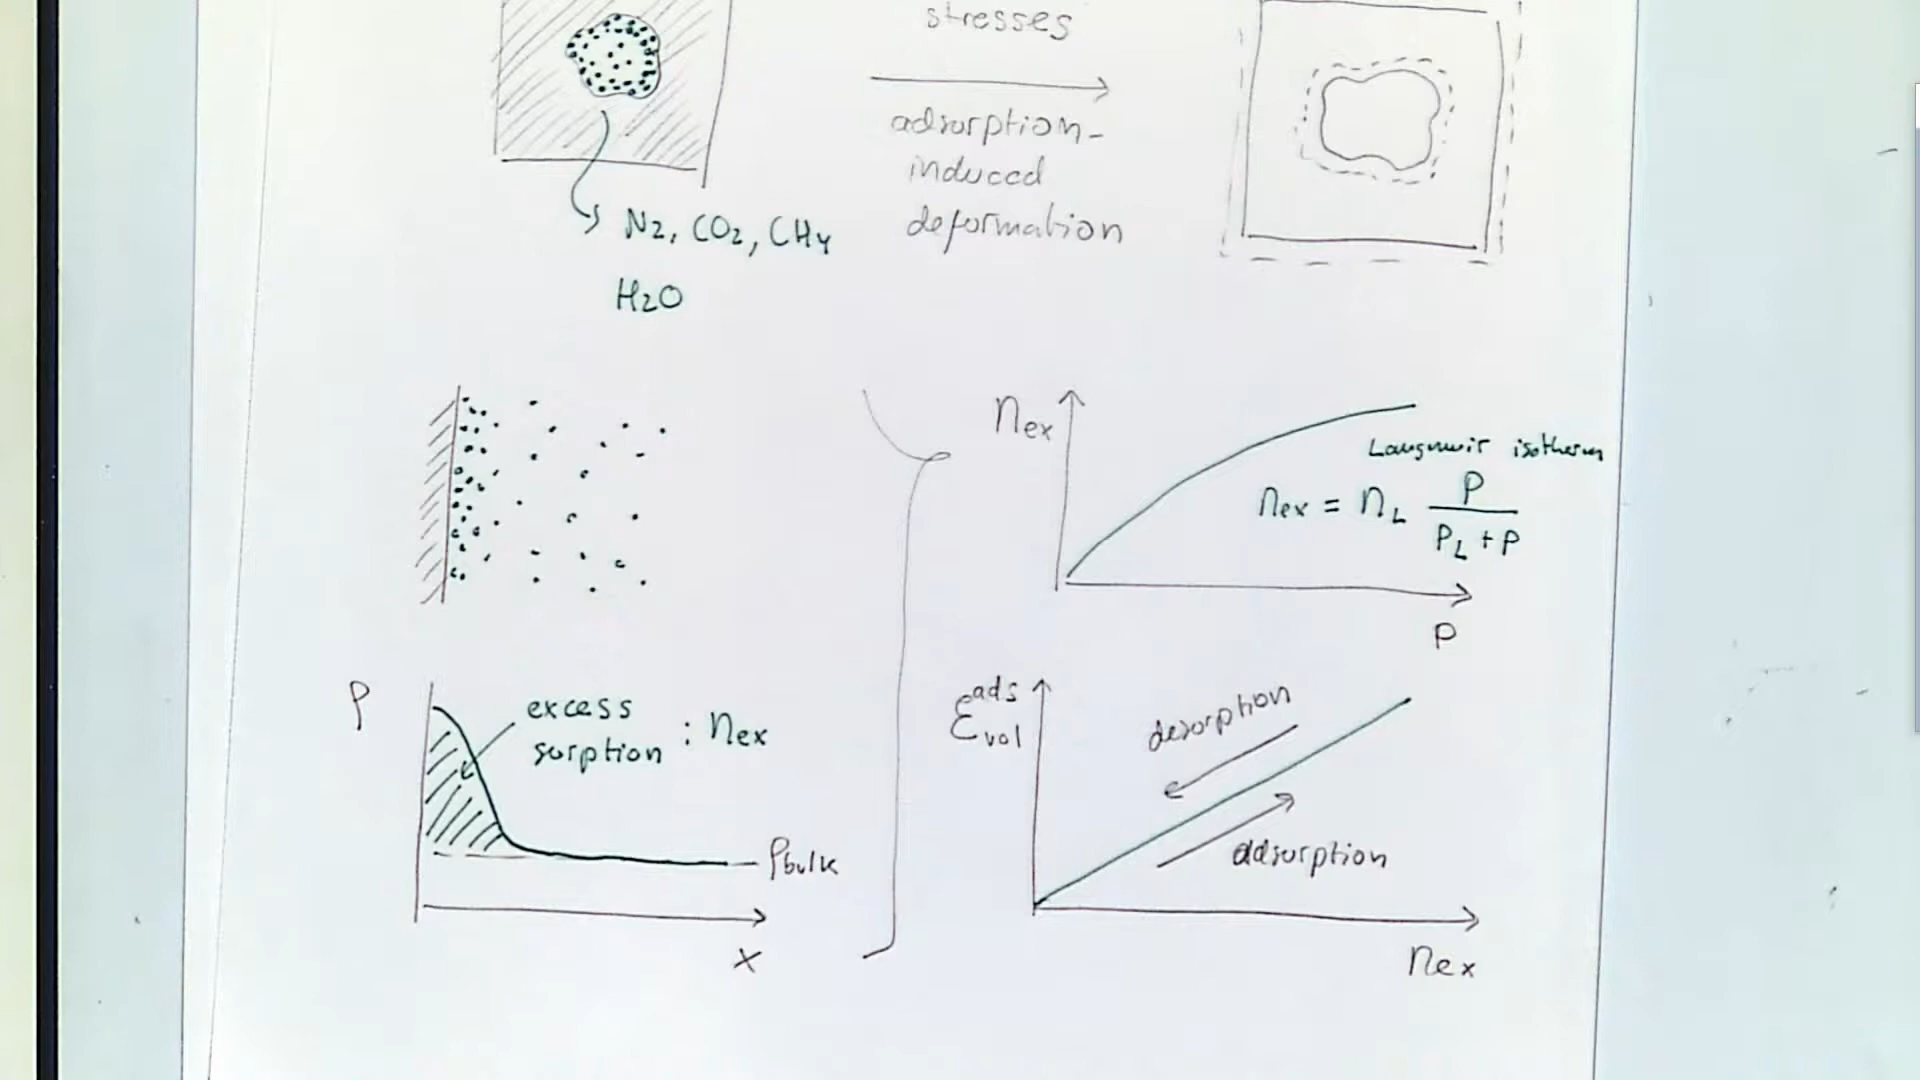 stresses
adsorption-
induced
deformation
N2, CO2, CH4
H2O
nex
Langmuir isotherm
nex = nL P / PL + P
P
ρ
excess
sorption : nex
ρbulk
x
εvol^ads
desorption
adsorption
nex